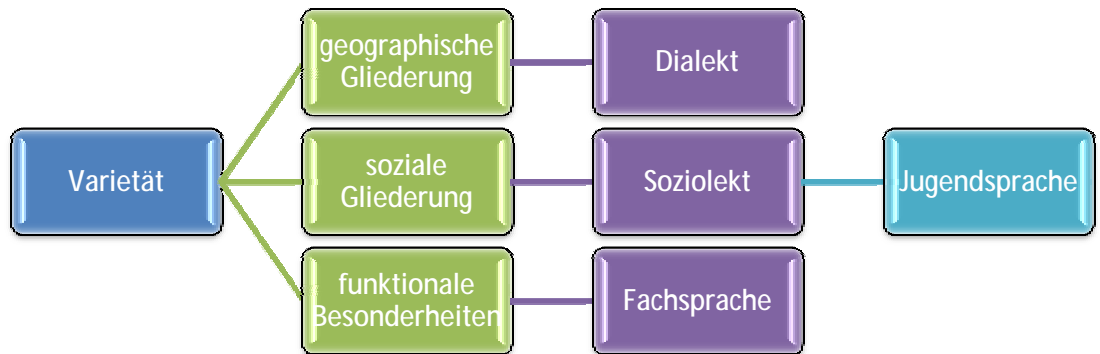 geographische
Gliederung
Dialekt
Varietät
soziale
Gliederung
Soziolekt
Jugendsprache
funktionale
Besonderheiten
Fachsprache